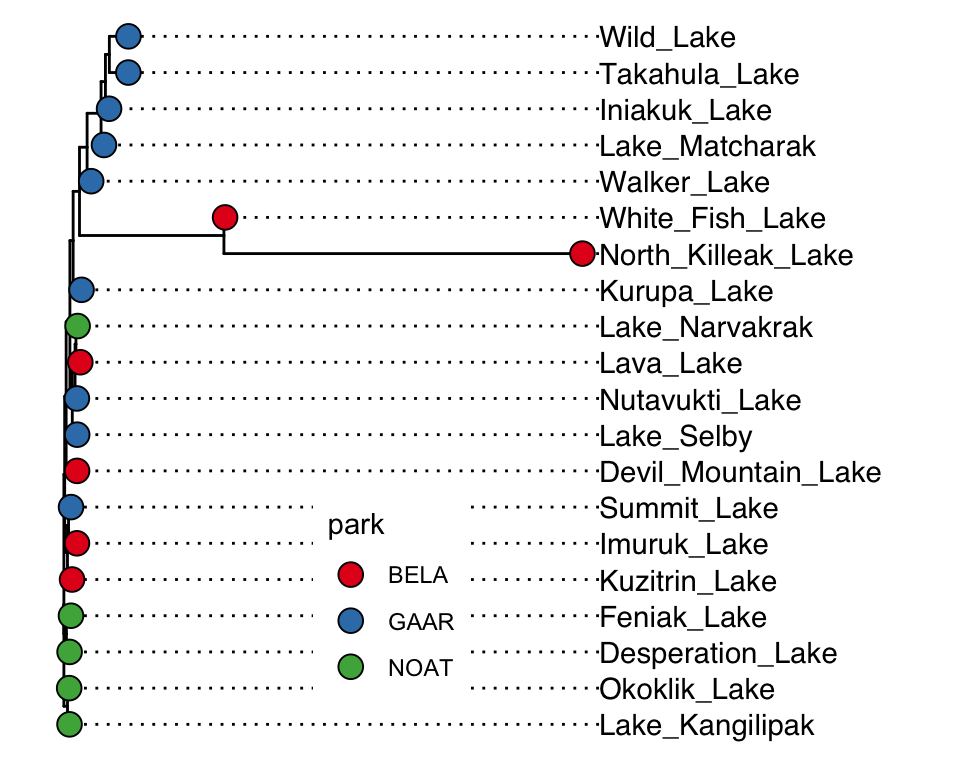 Wild_Lake
Takahula_Lake
Iniakuk_Lake
Lake_Matcharak
Walker_Lake
White_Fish_Lake
North_Killeak_Lake
Kurupa_Lake
Lake_Narvakrak
Lava_Lake
Nutavukti_Lake
Lake_Selby
Devil_Mountain_Lake
Summit_Lake
Imuruk_Lake
Kuzitrin_Lake
Feniak_Lake
Desperation_Lake
Okoklik_Lake
Lake_Kangilipak
park
BELA
GAAR
NOAT